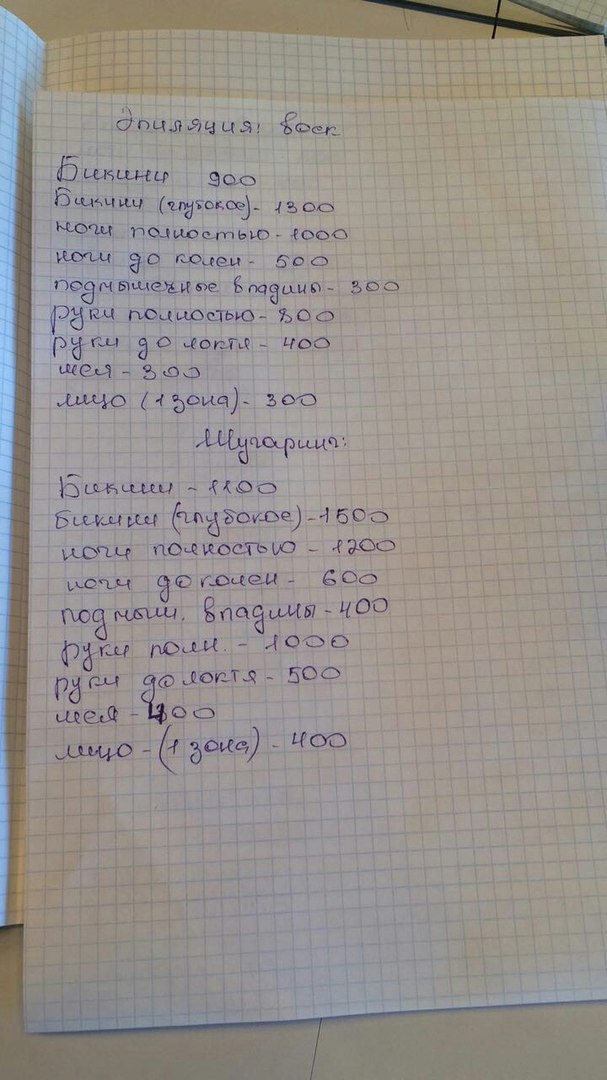 Эпиляция: воск
Бикини 900
Бикини (глубокое) - 1300
ноги полностью - 1000
ноги до колен - 500
подмышечные впадины - 300
руки полностью - 800
руки до локтя - 400
шея - 300
лицо (1 зона) - 300
Шугаринг:
Бикини - 1100
Бикини (глубокое) - 1500
ноги полностью - 1200
ноги до колен - 600
подмыш. впадины - 400
руки полн. - 1000
руки до локтя - 500
шея - 400
лицо - (1 зона) - 400